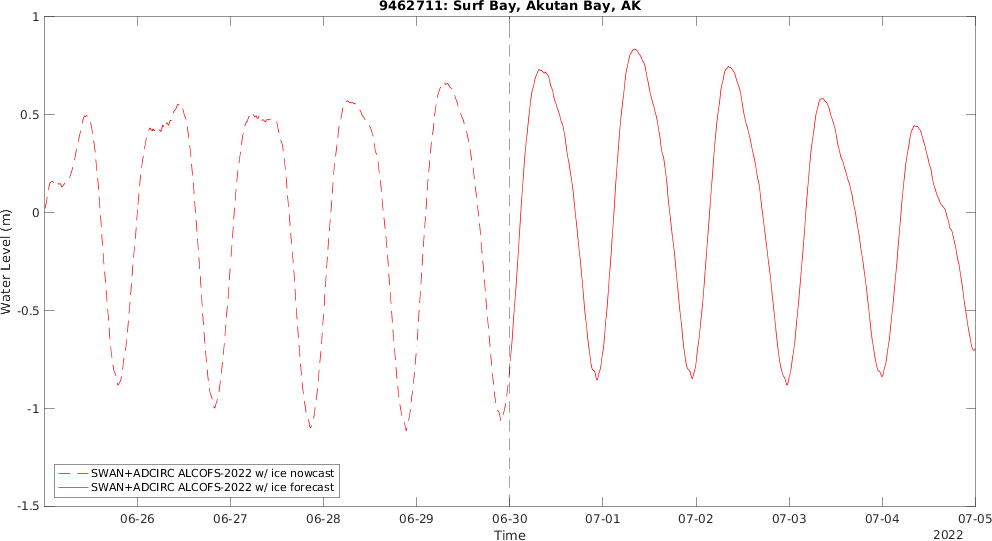 9462711: Surf Bay, Akutan Bay, AK
1
0.5
0
-0.5
-1
-1.5
Water Level (m)
SWAN+ADCIRC ALCOFS-2022 w/ ice nowcast
SWAN+ADCIRC ALCOFS-2022 w/ ice forecast
06-26 06-27 06-28 06-29 06-30 07-01 07-02 07-03 07-04 07-05
Time
2022